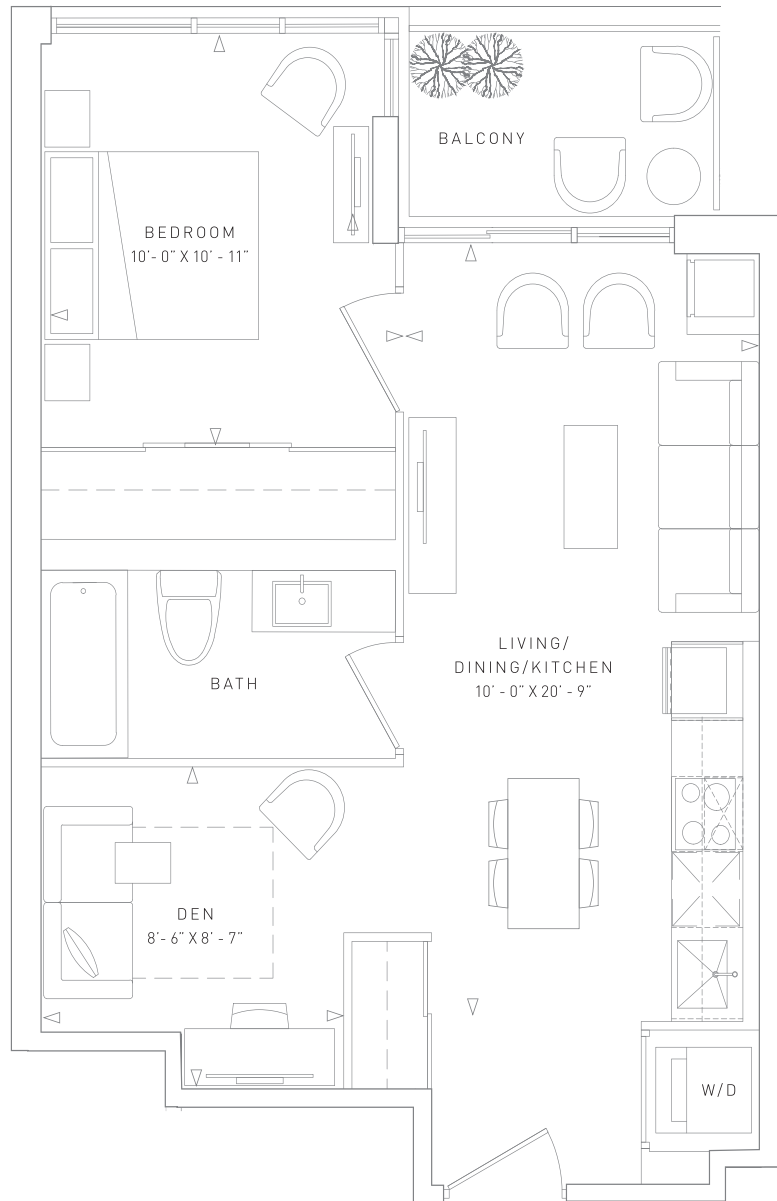 BALCONY
BEDROOM
10'- 0" X 10' - 11"
LIVING/
DINING/KITCHEN
10' - 0" X 20' - 9"
BATH
DEN
8'- 6" X 8' - 7"
W/D